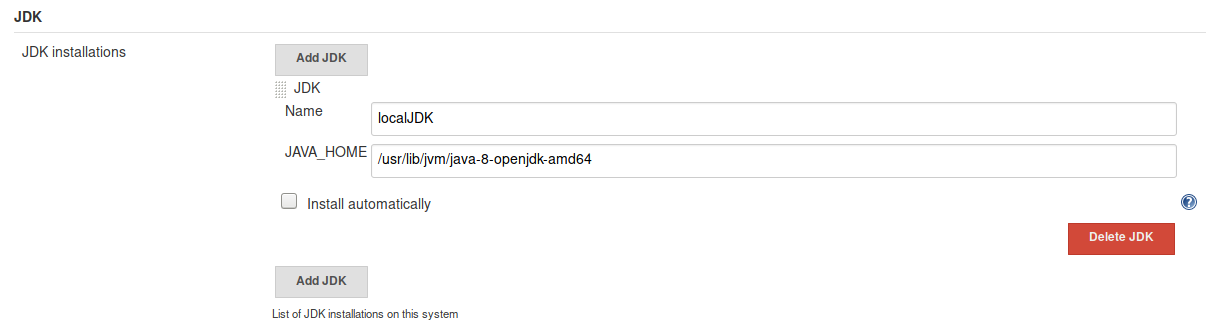 JDK
JDK installations
Add JDK
JDK
Name
localJDK
JAVA_HOME
/usr/lib/jvm/java-8-openjdk-amd64
Install automatically
?
Delete JDK
Add JDK
List of JDK installations on this system